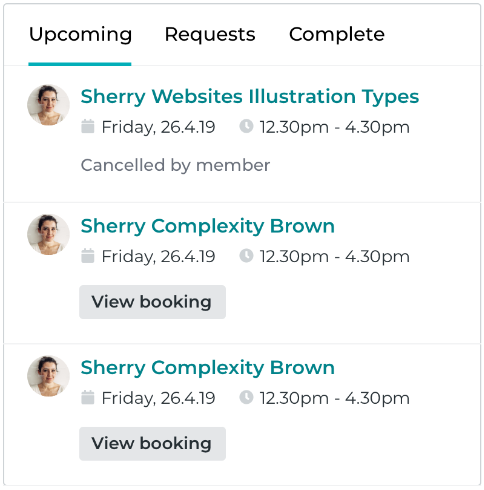 Upcoming Requests Complete
Sherry Websites Illustration Types
Friday, 26.4.19 12.30pm - 4.30pm
Cancelled by member
Sherry Complexity Brown
Friday, 26.4.19 12.30pm - 4.30pm
View booking
Sherry Complexity Brown
Friday, 26.4.19 12.30pm - 4.30pm
View booking